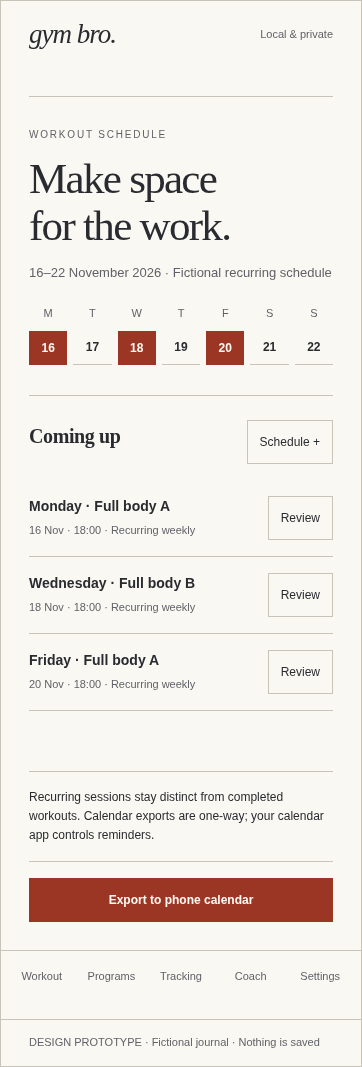 gym bro.
Local & private
WORKOUT SCHEDULE
Make space
for the work.
16–22 November 2026 · Fictional recurring schedule
M T W T F S S
16 17 18 19 20 21 22
Coming up
Schedule +
Monday · Full body A
16 Nov · 18:00 · Recurring weekly
Review
Wednesday · Full body B
18 Nov · 18:00 · Recurring weekly
Review
Friday · Full body A
20 Nov · 18:00 · Recurring weekly
Review
Recurring sessions stay distinct from completed
workouts. Calendar exports are one-way; your calendar
app controls reminders.
Export to phone calendar
Workout Programs Tracking Coach Settings
DESIGN PROTOTYPE · Fictional journal · Nothing is saved